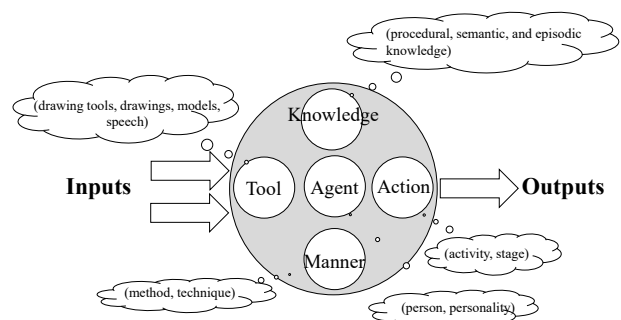 (procedural, semantic, and episodic
knowledge)
(drawing tools, drawings, models,
speech)
Knowledge
Inputs
Tool
Agent
Action
Outputs
Manner
(activity, stage)
(method, technique)
(person, personality)